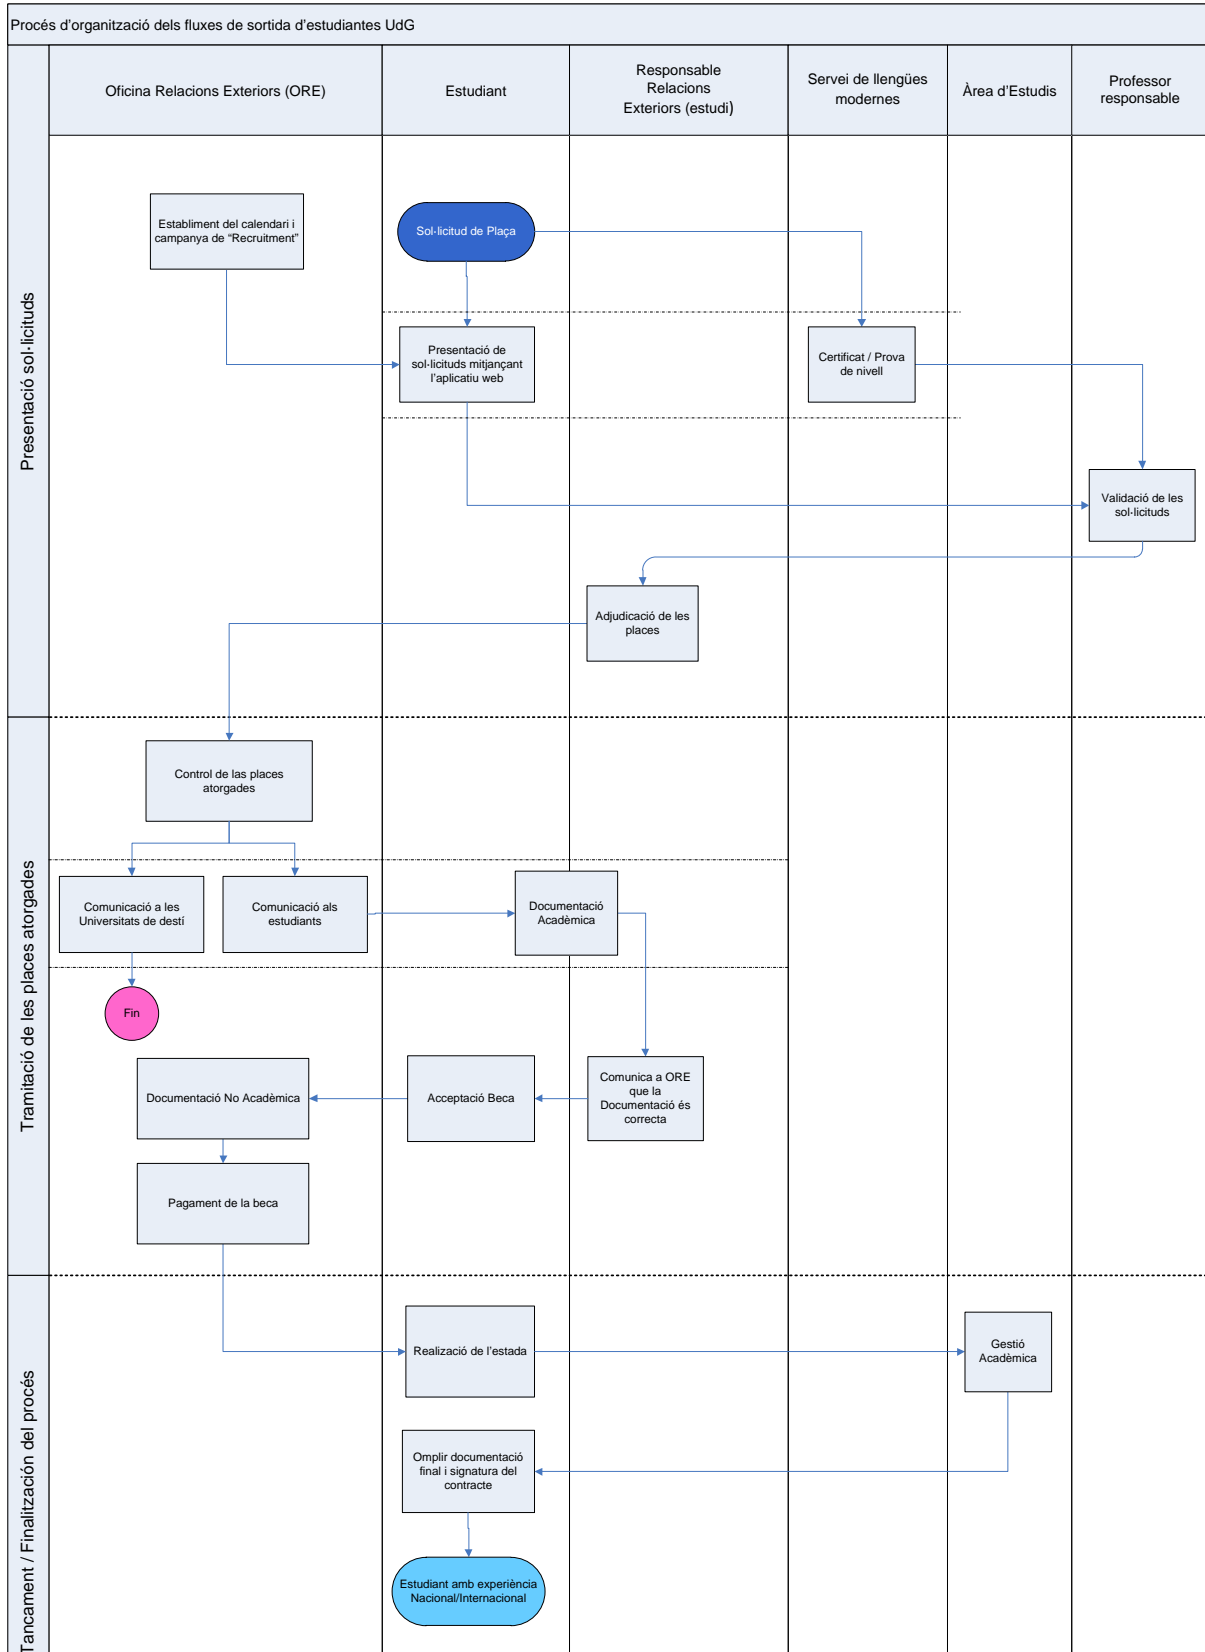 Procés d'organització dels fluxes de sortida d'estudiantes UdG
Oficina Relacions Exteriors (ORE)
Estudiant
Responsable
Relacions
Exteriors (estudi)
Servei de llengües
modernes
Àrea d'Estudis
Professor
responsable
Presentació sol·licituds
Establiment del calendari i
campanya de “Recruitment”
Sol·licitud de Plaça
Presentació de
sol·licituds mitjançant
l'aplicatiu web
Certificat / Prova
de nivell
Validació de les
sol·licituds
Adjudicació de les
places
Tramitació de les places atorgades
Control de las places
atorgades
Comunicació a les
Universitats de destí
Comunicació als
estudiants
Documentació
Acadèmica
Fin
Documentació No Acadèmica
Acceptació Beca
Comunica a ORE
que la
Documentació és
correcta
Pagament de la beca
Tancament / Finalització del procés
Realizació de l'estada
Gestió
Acadèmica
Omplir documentació
final i signatura del
contracte
Estudiant amb experiència
Nacional/Internacional